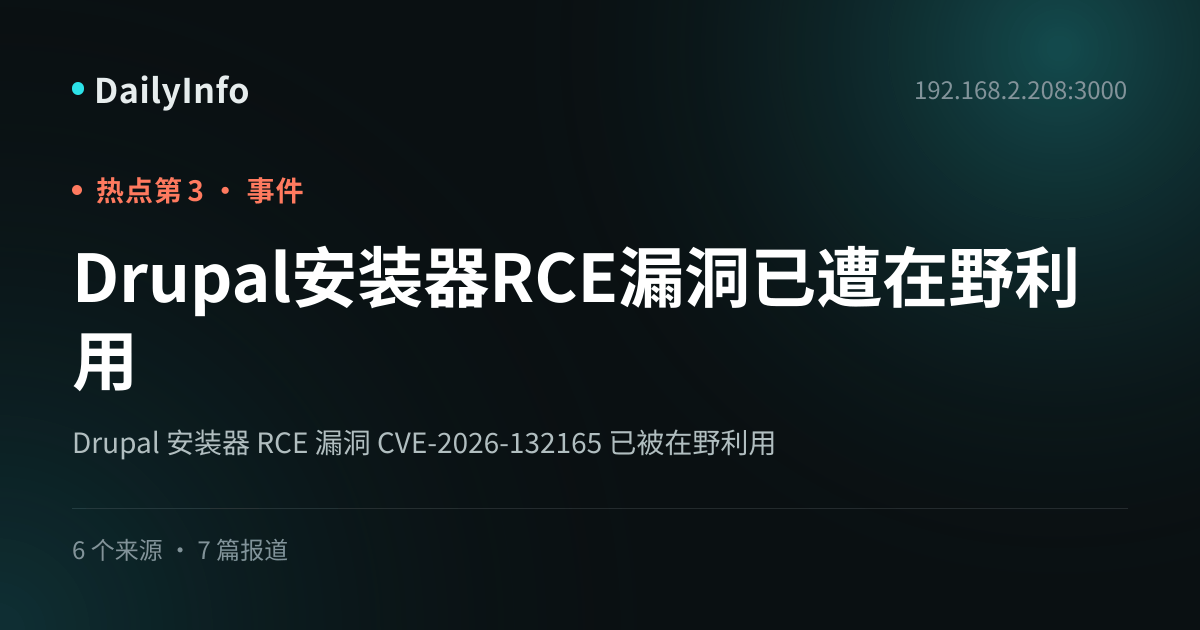 DailyInfo
192.168.2.208:3000
热点第 3 · 事件
Drupal安装器RCE漏洞已遭在野利
用
Drupal 安装器 RCE 漏洞 CVE-2026-132165 已被在野利用
6 个来源 · 7 篇报道